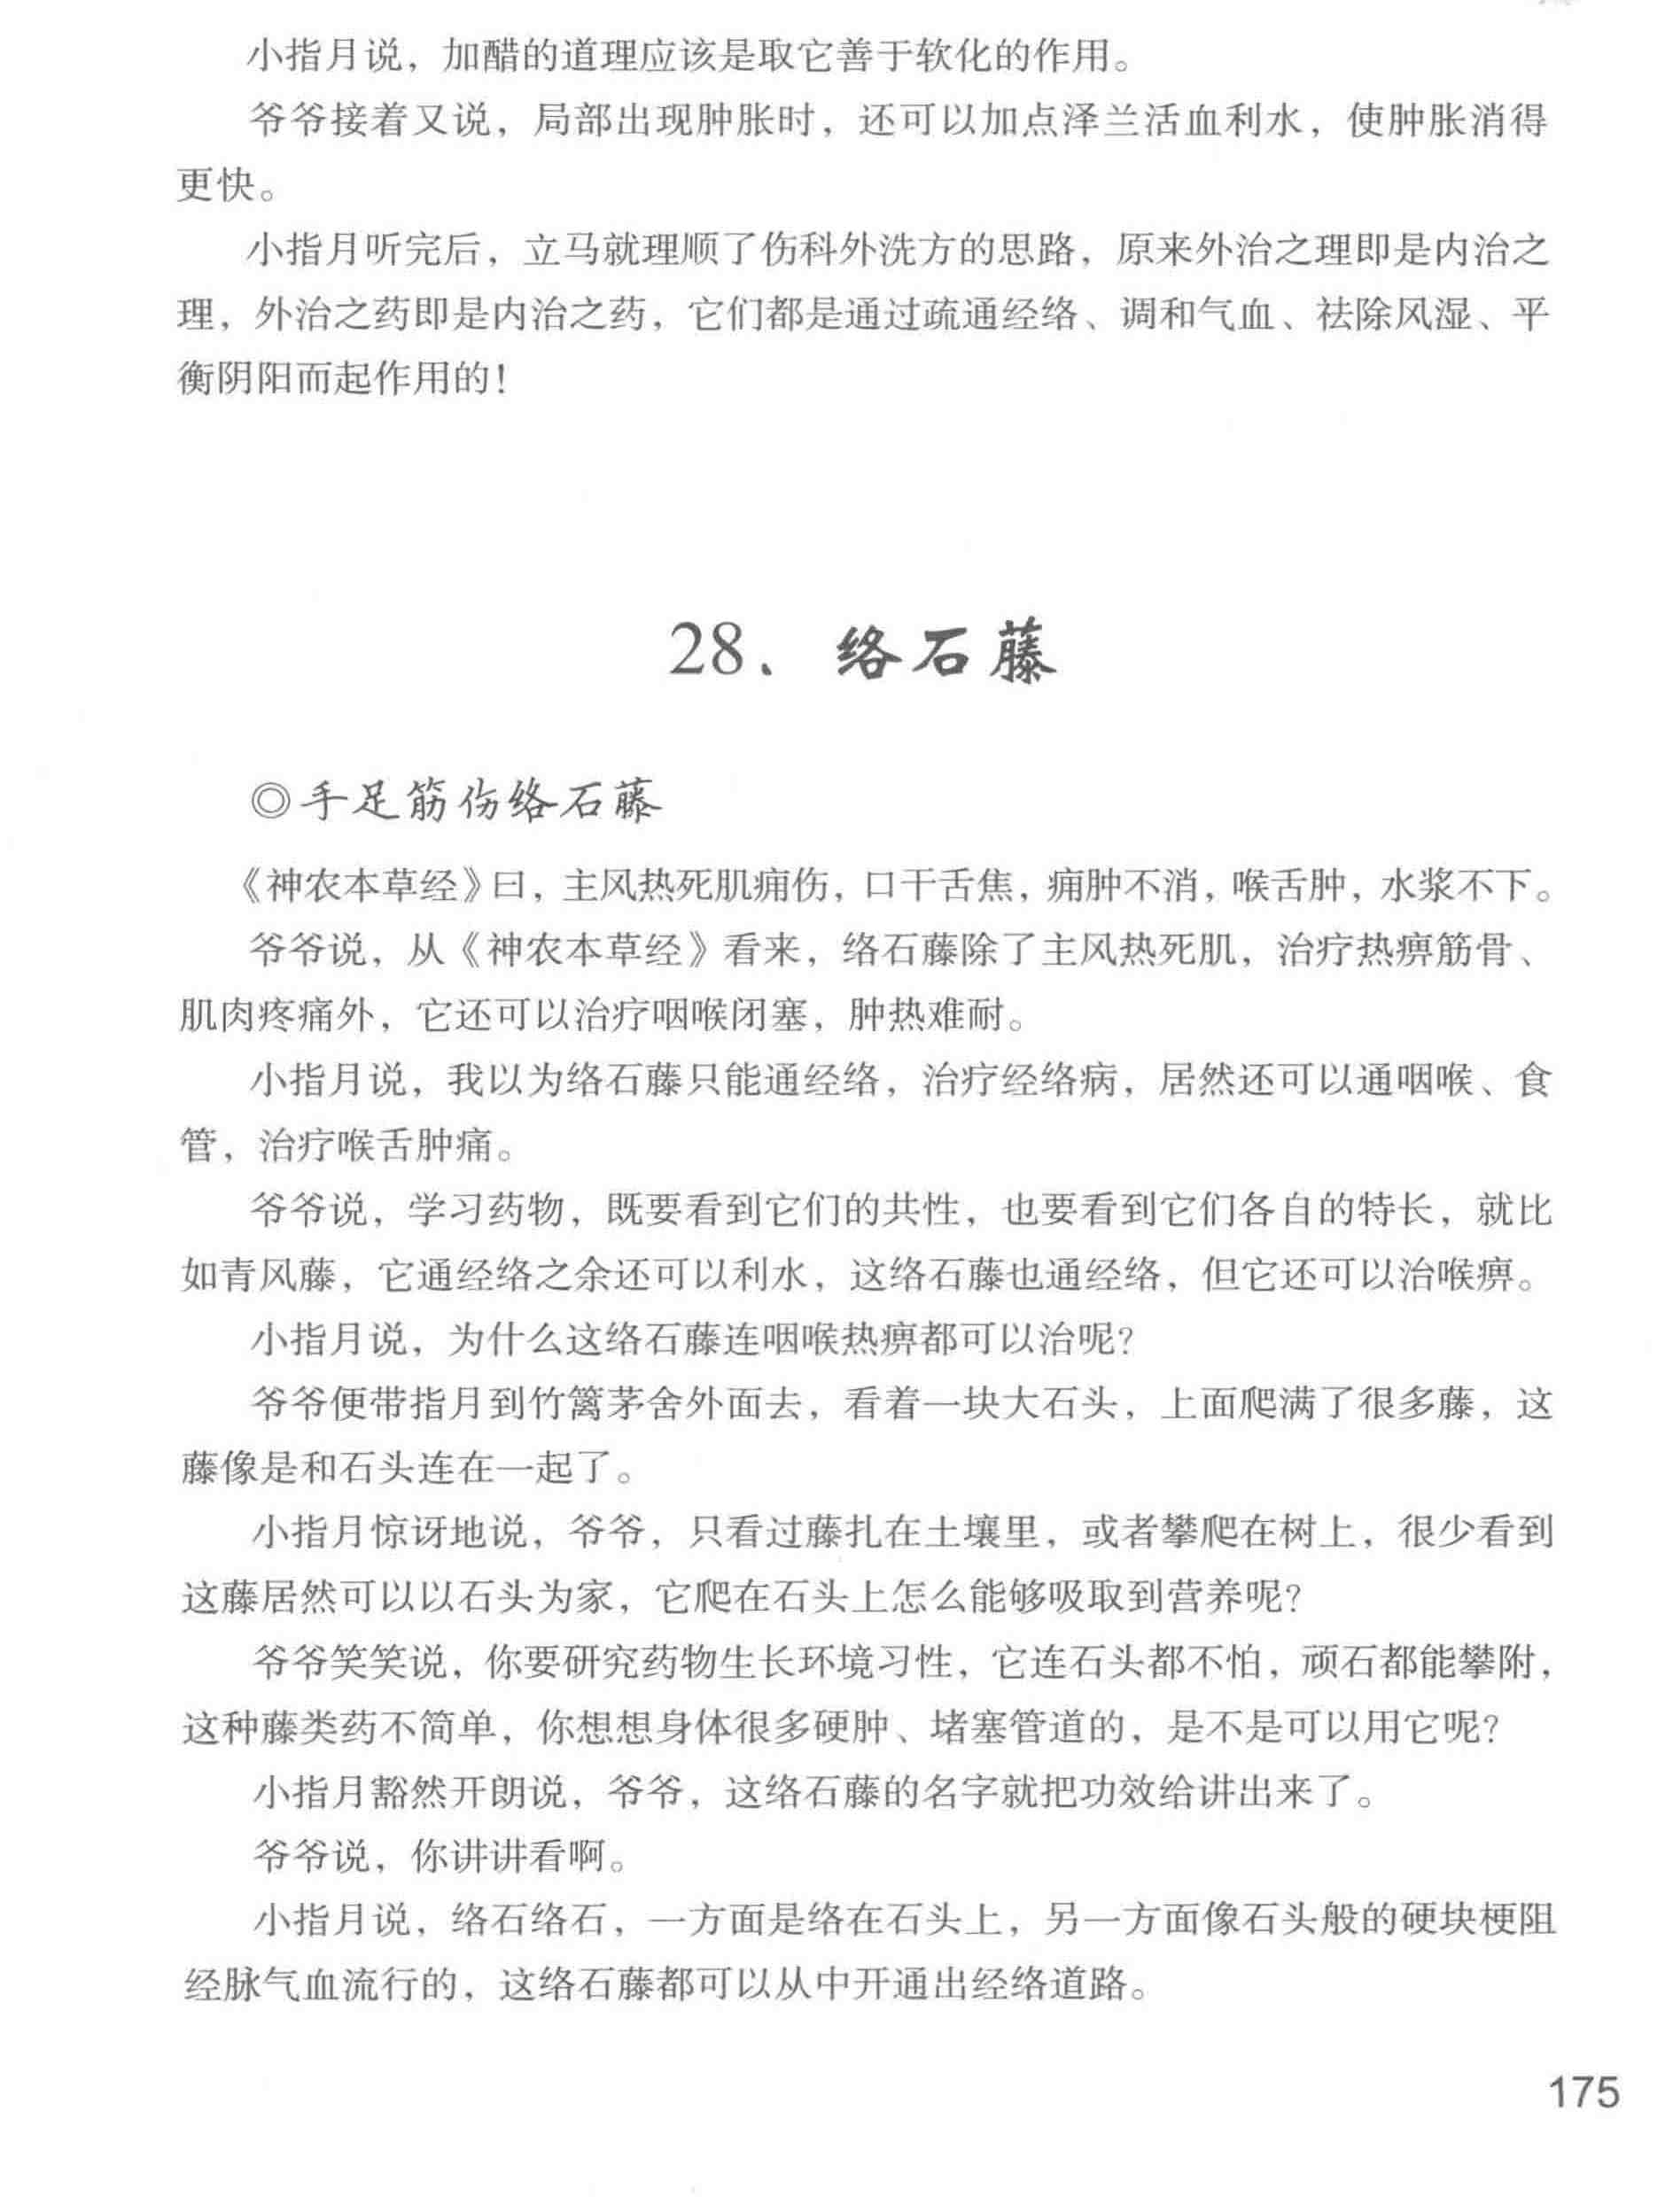 小指月说，加醋的道理应该是取它善于软化的作用。
爷爷接着又说，局部出现肿胀时，还可以加点泽兰活血利水，使肿胀消得
更快。
小指月听完后，立马就理顺了伤科外洗方的思路，原来外治之理即是内治之
理，外治之药即是内治之药，它们都是通过疏通经络、调和气血、祛除风湿、平
衡阴阳而起作用的！
28、络石藤
◎手足筋伤络石藤
《神农本草经》曰，主风热死肌痈伤，口干舌焦，痈肿不消，喉舌肿，水浆不下。
爷爷说，从《神农本草经》看来，络石藤除了主风热死肌，治疗热痹筋骨、
肌肉疼痛外，它还可以治疗咽喉闭塞，肿热难耐。
小指月说，我以为络石藤只能通经络，治疗经络病，居然还可以通咽喉、食
管，治疗喉舌肿痛。
爷爷说，学习药物，既要看到它们的共性，也要看到它们各自的特长，就比
如青风藤，它通经络之余还可以利水，这络石藤也通经络，但它还可以治喉痹。
小指月说，为什么这络石藤连咽喉热痹都可以治呢？
爷爷便带指月到竹篱茅舍外面去，看着一块大石头，上面爬满了很多藤，这
藤像是和石头连在一起了。
小指月惊讶地说，爷爷，只看过藤扎在土壤里，或者攀爬在树上，很少看到
这藤居然可以以石头为家，它爬在石头上怎么能够吸取到营养呢？
爷爷笑笑说，你要研究药物生长环境习性，它连石头都不怕，顽石都能攀附，
这种藤类药不简单，你想想身体很多硬肿、堵塞管道的，是不是可以用它呢？
小指月豁然开朗说，爷爷，这络石藤的名字就把功效给讲出来了。
爷爷说，你讲讲看啊。
小指月说，络石络石，一方面是络在石头上，另一方面像石头般的硬块梗阻
经脉气血流行的，这络石藤都可以从中开通出经络道路。
175